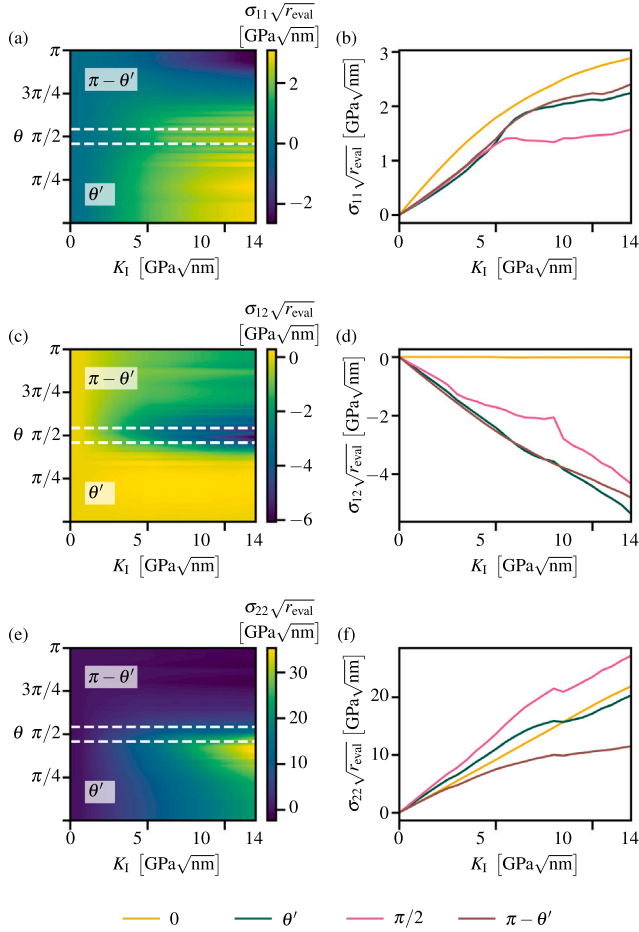 (a)
σ₁₁√r_eval
[GPa√nm]
π
3π/4
θ π/2
π/4
π − θ′
θ′
2
0
−2
0 5 10 14
K_I [GPa√nm]
(b)
σ₁₁√r_eval [GPa√nm]
3
2
1
0
0 5 10 14
K_I [GPa√nm]
(c)
σ₁₂√r_eval
[GPa√nm]
π
3π/4
θ π/2
π/4
π − θ′
θ′
0
−2
−4
−6
0 5 10 14
K_I [GPa√nm]
(d)
σ₁₂√r_eval [GPa√nm]
0
−2
−4
0 5 10 14
K_I [GPa√nm]
(e)
σ₂₂√r_eval
[GPa√nm]
π
3π/4
θ π/2
π/4
π − θ′
θ′
30
20
10
0
0 5 10 14
K_I [GPa√nm]
(f)
σ₂₂√r_eval [GPa√nm]
20
10
0
0 5 10 14
K_I [GPa√nm]
0 θ′ π/2 π − θ′